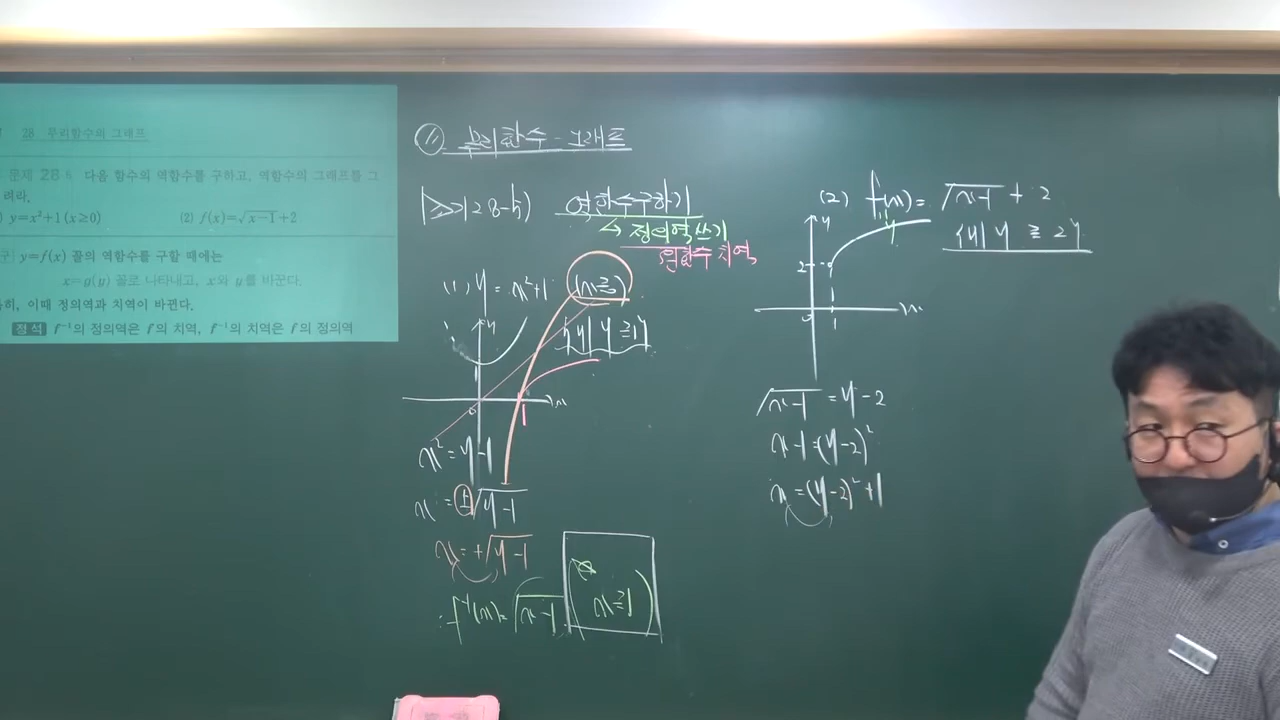 28. 무리함수의 그래프
문제 28 다음 함수의 역함수를 구하고, 역함수의 그래프를 그
려라.
y=x²+1 (x≥0) (2) f(x)=√(x−1)+2
y=f(x) 꼴의 역함수를 구할 때에는
x=g(y) 꼴로 나타내고, x와 y를 바꾼다.
이때 정의역과 치역이 바뀐다.
정석 f⁻¹의 정의역은 f의 치역, f⁻¹의 치역은 f의 정의역
무리함수 - 그래프
28-5) 역함수구하기
↳ 정의역쓰기
원함수 치역
(1) y = x²+1 (x≥0)
{y| y ≥1}
y
1
0
1
x
x² = y−1
x = ±√(y−1)
x = +√(y−1)
∴ f⁻¹(x)= √(x−1) (x≥1)
(2) f(x) = √(x−1) + 2
{y| y ≥ 2}
y
2
0
1
x
√(x−1) = y−2
x−1 = (y−2)²
x = (y−2)²+1